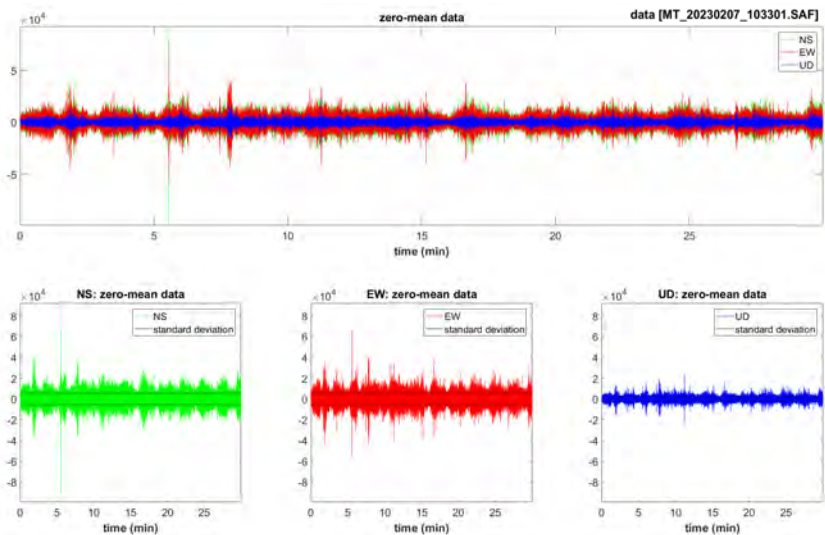 zero-mean data data [MT_20230207_103301.SAF]
×10⁴
NS
EW
UD
5
0
-5
0 5 10 15 20 25
time (min)
NS: zero-mean data EW: zero-mean data UD: zero-mean data
×10⁴ ×10⁴ ×10⁴
NS EW UD
standard deviation standard deviation standard deviation
8 8 8
6 6 6
4 4 4
2 2 2
0 0 0
-2 -2 -2
-4 -4 -4
-6 -6 -6
-8 -8 -8
0 5 10 15 20 25 0 5 10 15 20 25 0 5 10 15 20 25
time (min) time (min) time (min)